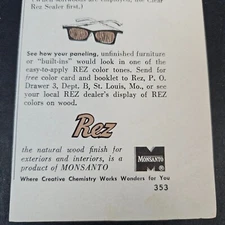 Rez Sealer first.)
See how your paneling, unfinished furniture
or "built-ins" would look in one of the
easy-to-apply REZ color tones. Send for
free color card and booklet to Rez, P. O.
Drawer 3, Dept. B, St. Louis, Mo., or see
your local REZ dealer's display of REZ
colors on wood.
Rez
the natural wood finish for
exteriors and interiors, is a
product of MONSANTO
MONSANTO
Where Creative Chemistry Works Wonders for You
353